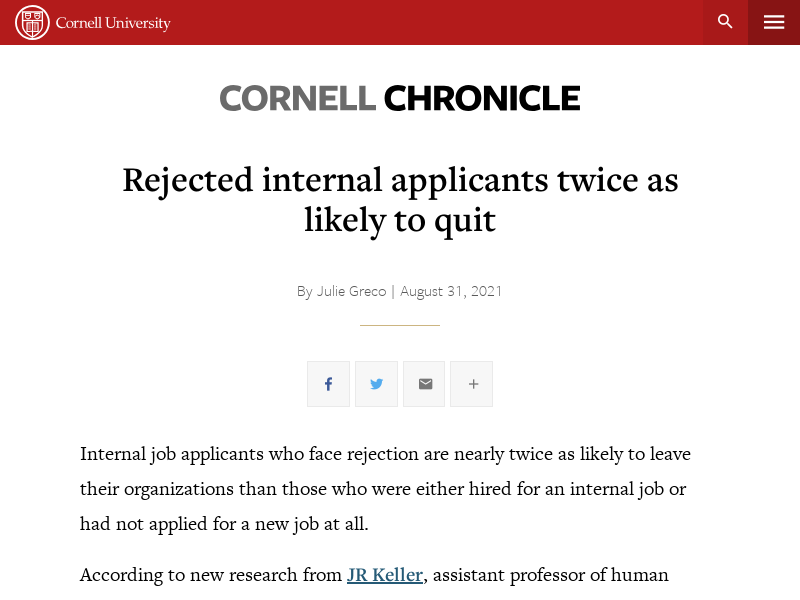 Cornell University
CORNELL CHRONICLE
Rejected internal applicants twice as
likely to quit
By Julie Greco | August 31, 2021
Internal job applicants who face rejection are nearly twice as likely to leave
their organizations than those who were either hired for an internal job or
had not applied for a new job at all.
According to new research from JR Keller, assistant professor of human